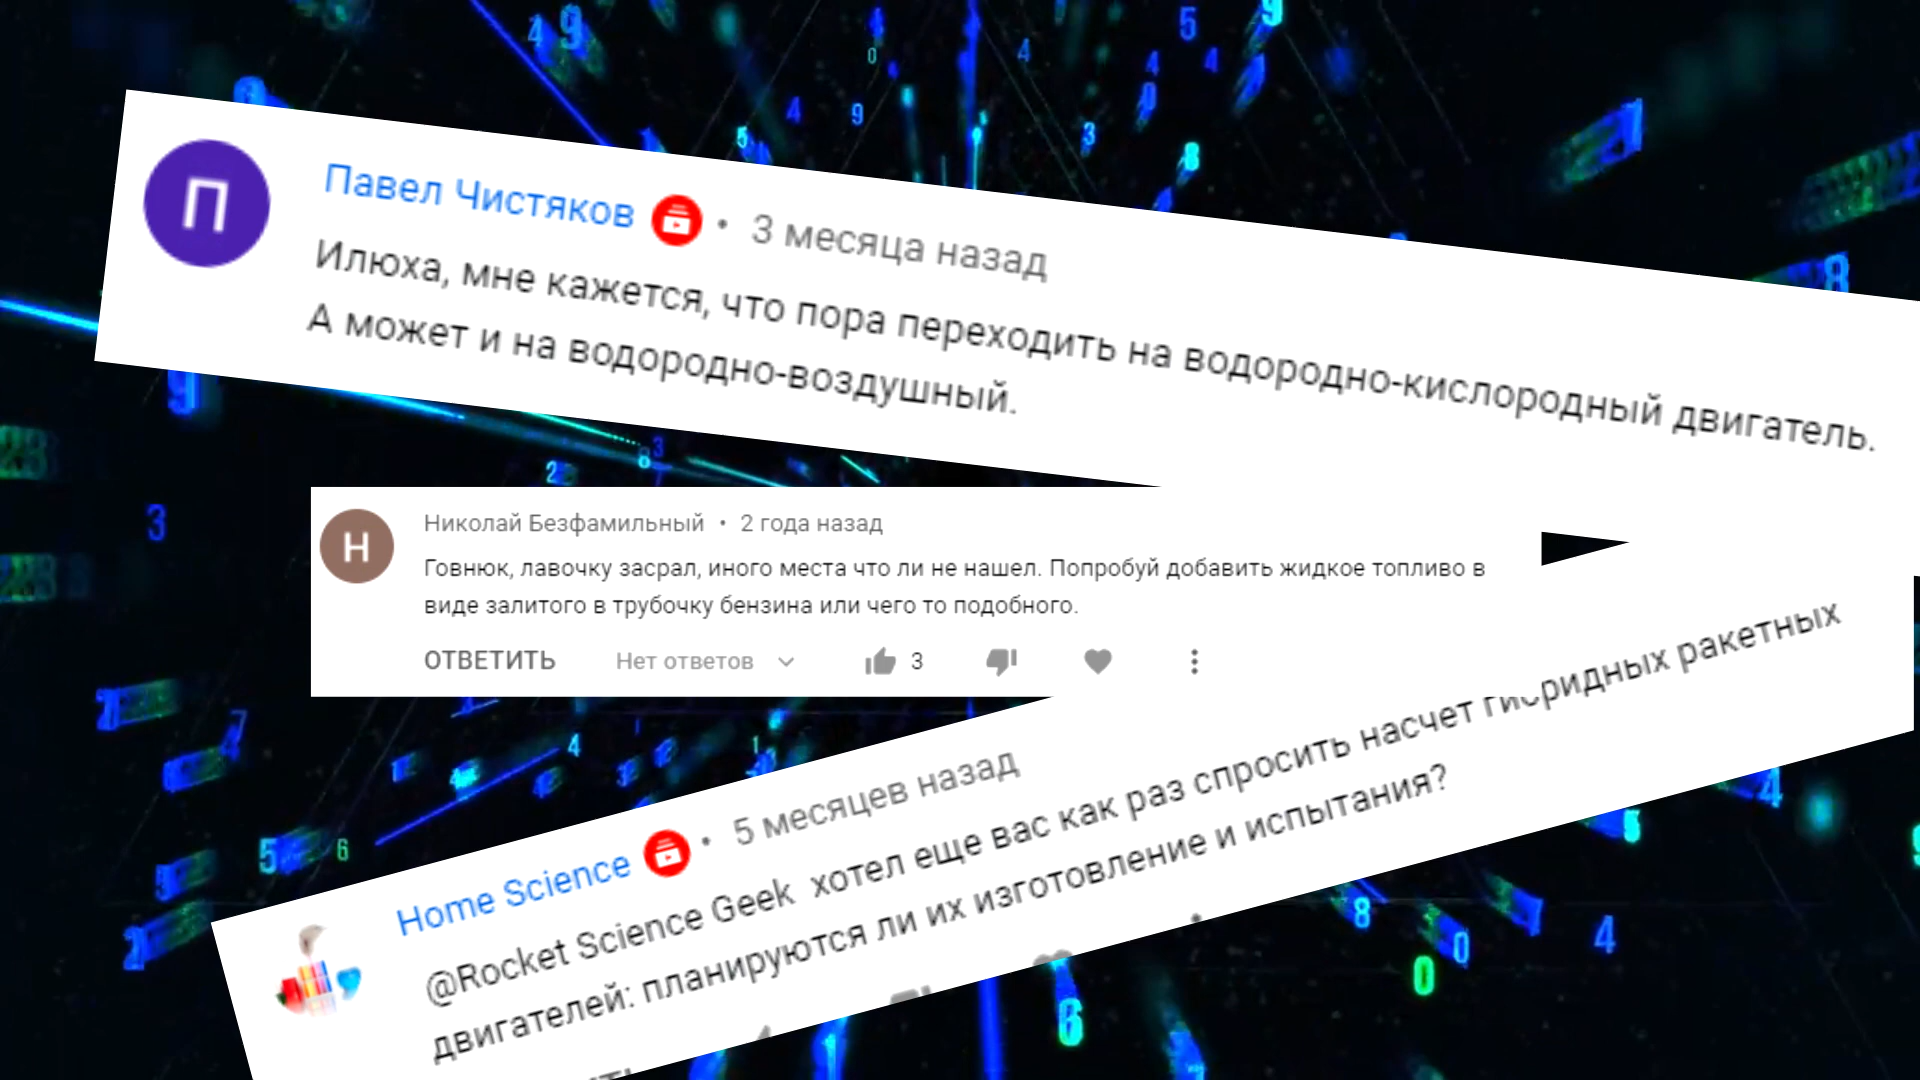 П
Павел Чистяков • 3 месяца назад
Илюха, мне кажется, что пора переходить на водородно-кислородный двигатель.
А может и на водородно-воздушный.
Н
Николай Безфамильный • 2 года назад
Говнюк, лавочку засрал, иного места что ли не нашел. Попробуй добавить жидкое топливо в
виде залитого в трубочку бензина или чего то подобного.
ОТВЕТИТЬ Нет ответов 3
Home Science • 5 месяцев назад
@Rocket Science Geek хотел еще вас как раз спросить насчет гибридных ракетных
двигателей: планируются ли их изготовление и испытания?